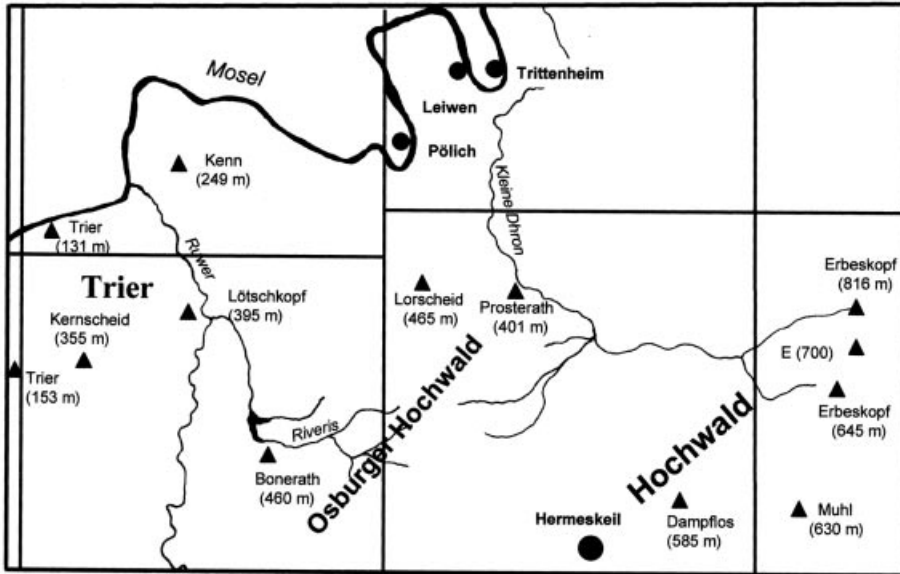 Mosel
Trittenheim
Leiwen
Pölich
Kenn
(249 m)
Kleine Dhron
Trier
(131 m)
Ruwer
Trier
Lötschkopf
(395 m)
Kernscheid
(355 m)
Trier
(153 m)
Lorscheid
(465 m)
Prosterath
(401 m)
Erbeskopf
(816 m)
E (700)
Erbeskopf
(645 m)
Riveris
Bonerath
(460 m)
Osburger Hochwald
Hochwald
Hermeskeil
Dampflos
(585 m)
Muhl
(630 m)